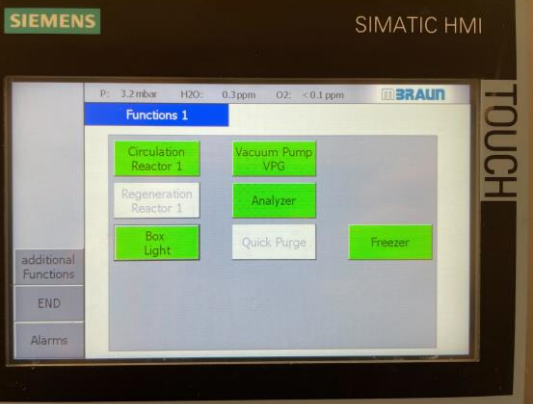 SIEMENS
SIMATIC HMI
P: 3.2 mbar H2O: 0.3 ppm O2: < 0.1 ppm MBRAUN
Functions 1
Circulation
Reactor 1
Vacuum Pump
VPG
Regeneration
Reactor 1
Analyzer
Box
Light
Quick Purge
Freezer
additional
Functions
END
Alarms
TOUCH